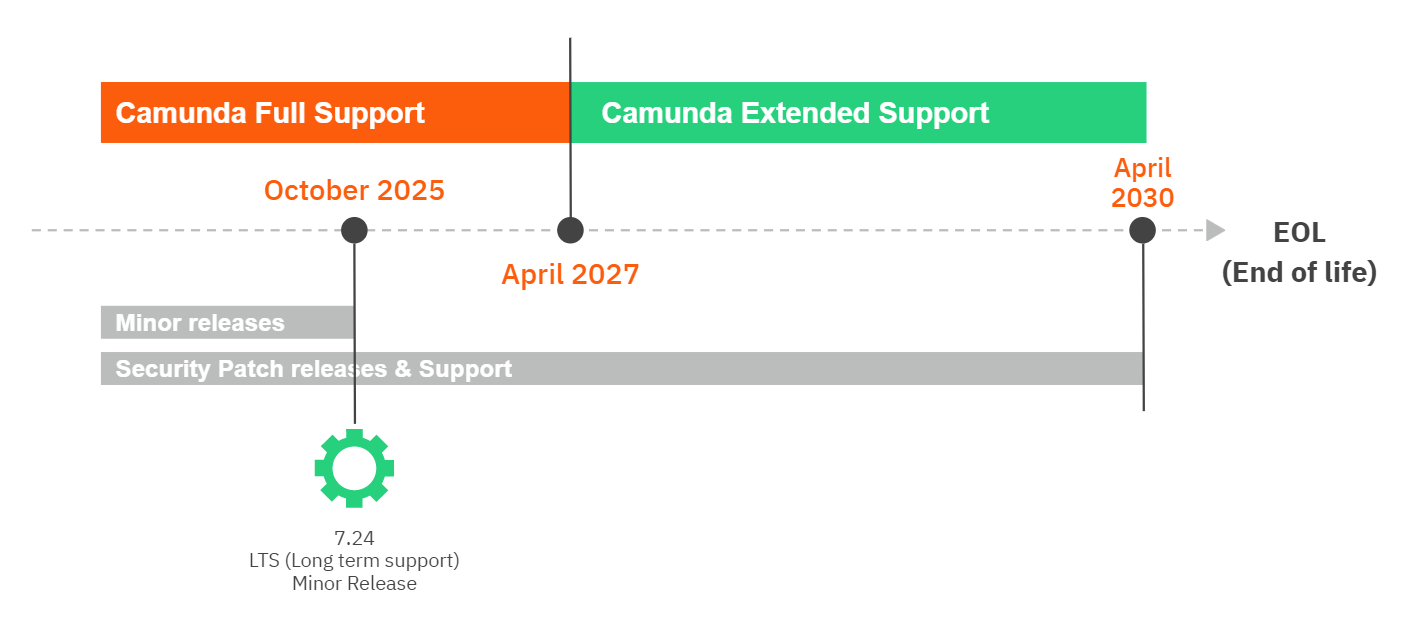 Camunda Full Support
Camunda Extended Support
October 2025
April
2030
April 2027
EOL
(End of life)
Minor releases
Security Patch releases & Support
7.24
LTS (Long term support)
Minor Release